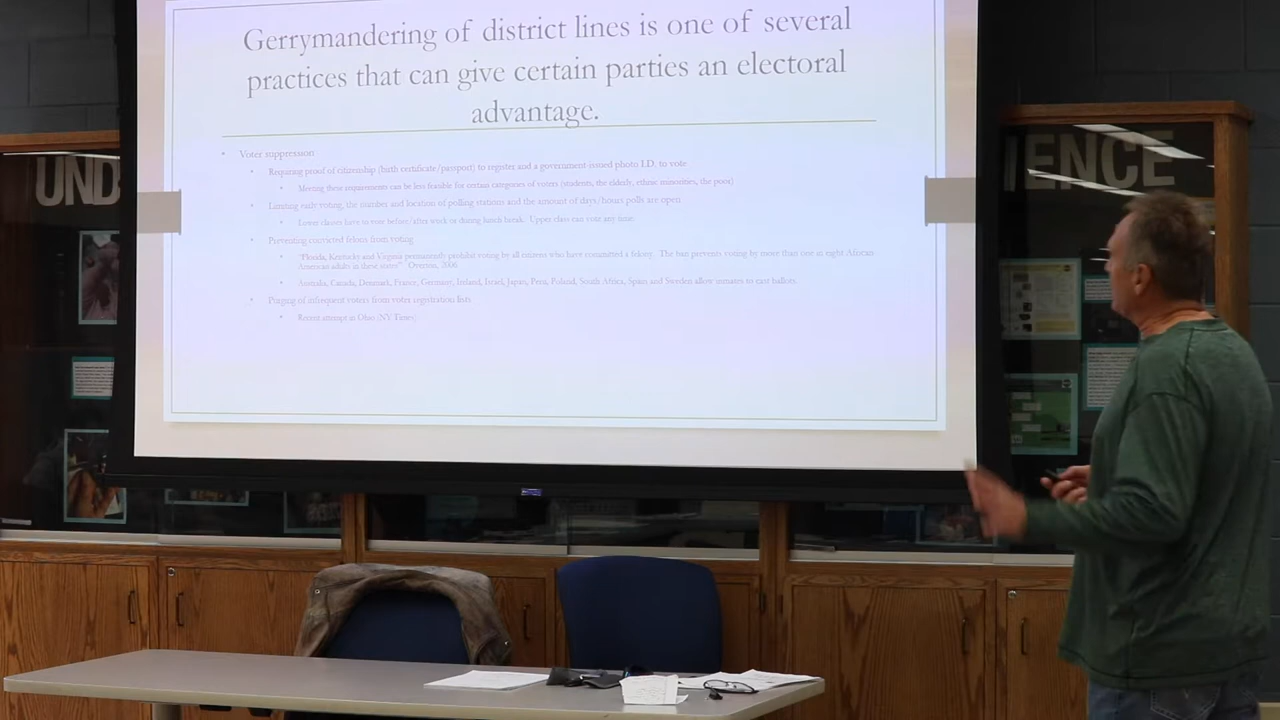 Gerrymandering of district lines is one of several
practices that can give certain parties an electoral
advantage.
Voter suppression
Requiring proof of citizenship (birth certificate/passport) to register and a government issued photo I.D. to vote
Meeting these requirements can be less feasible for certain categories of voters (students, the elderly, ethnic minorities, the poor)
Limiting early voting, the number and location of polling stations and the amount of days/hours polls are open
Lower classes have to vote before/after work or during lunch break. Upper class can vote any time.
Preventing convicted felons from voting
"Florida, Kentucky and Virginia permanently prohibit voting by all citizens who have committed a felony. The ban prevents voting by more than one in eight African
American adults in these states" Overton, 2006
Australia, Canada, Denmark, France, Germany, Ireland, Israel, Japan, Peru, Poland, South Africa, Spain and Sweden allow inmates to cast ballots.
Purging of infrequent voters from voter registration lists
Recent attempt in Ohio (NY Times)
UND
IENCE